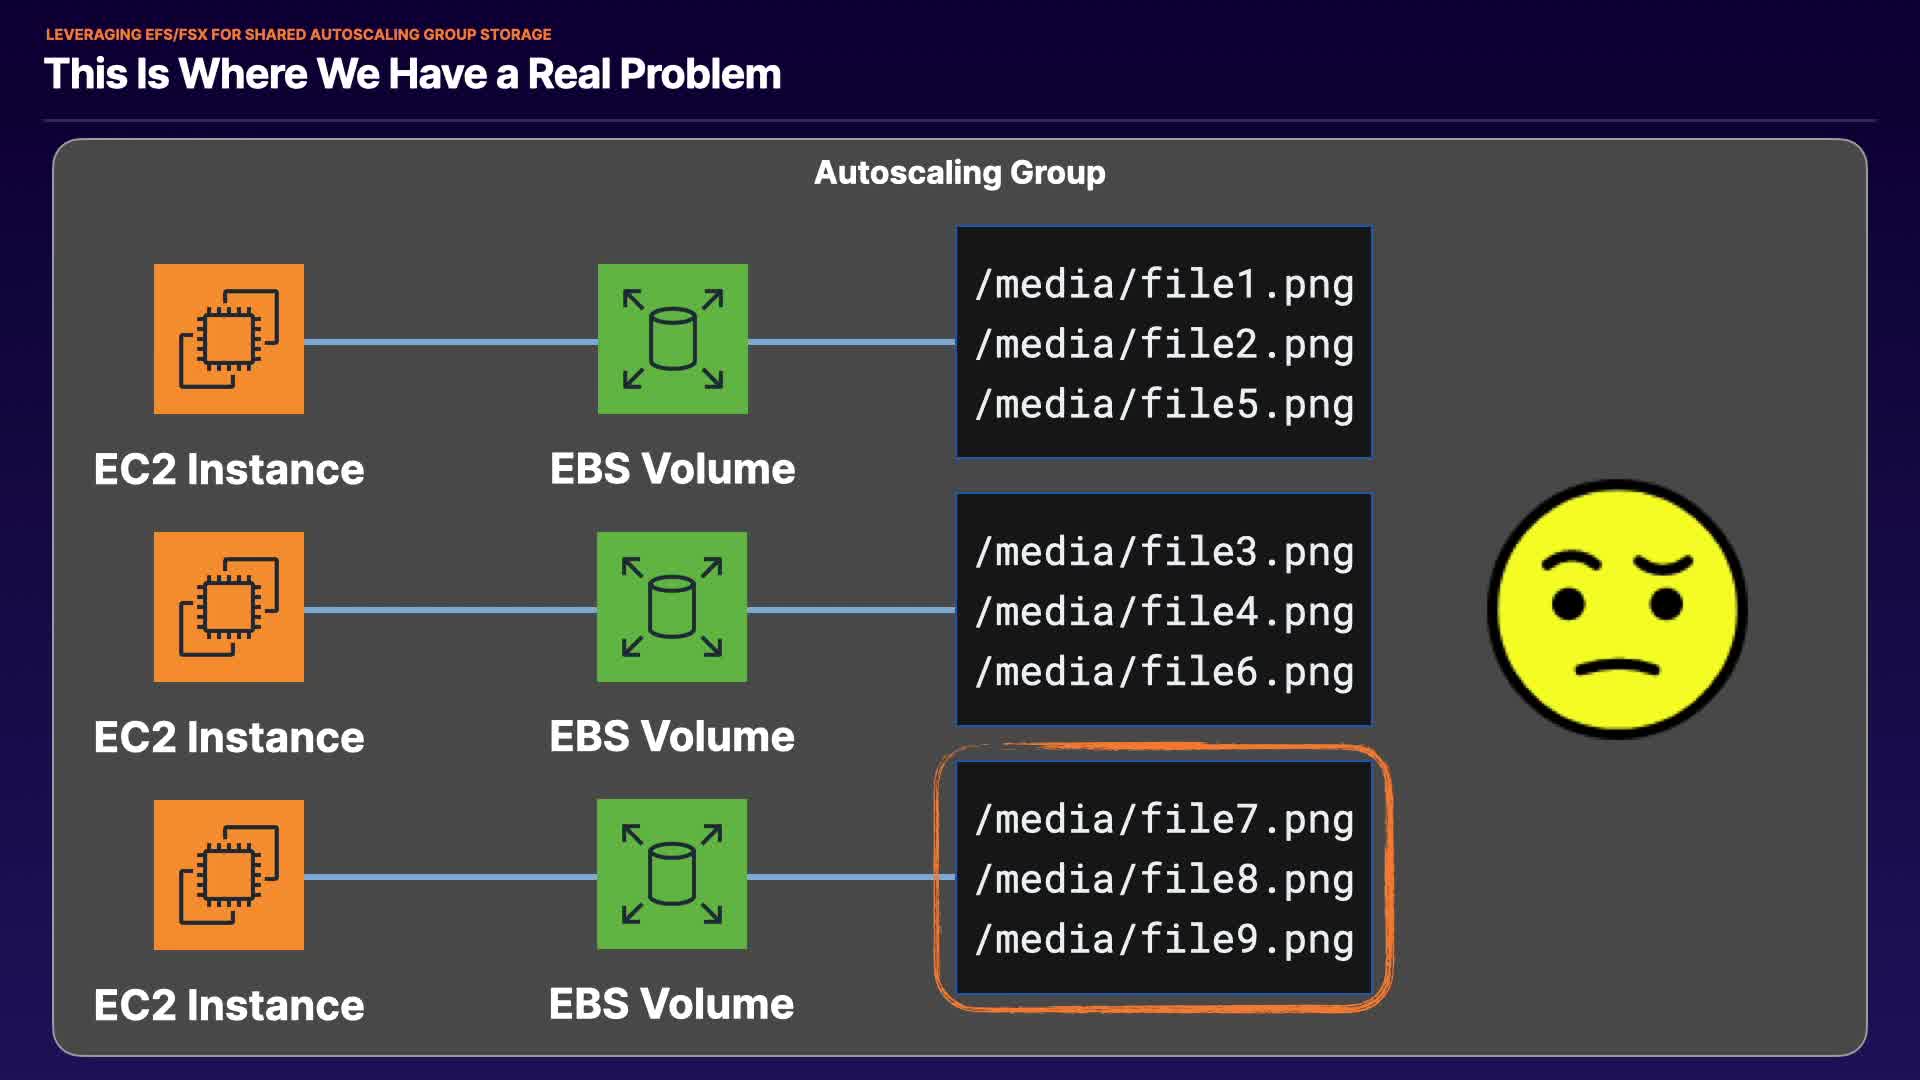 LEVERAGING EFS/FSX FOR SHARED AUTOSCALING GROUP STORAGE
This Is Where We Have a Real Problem
Autoscaling Group
/media/file1.png
/media/file2.png
/media/file5.png
EC2 Instance
EBS Volume
/media/file3.png
/media/file4.png
/media/file6.png
EC2 Instance
EBS Volume
/media/file7.png
/media/file8.png
/media/file9.png
EC2 Instance
EBS Volume